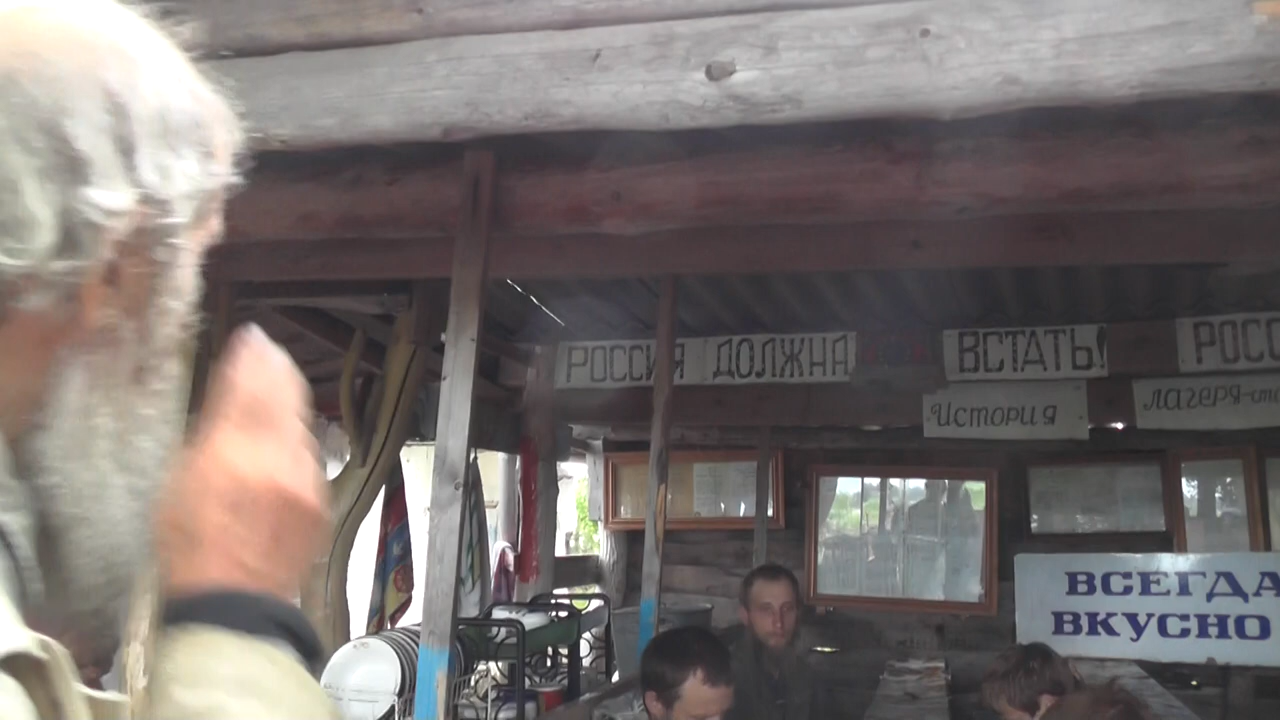 РОССИЯ ДОЛЖНА ВСТАТЬ!
История
ЛАГЕРЯ-
ВСЕГДА
ВКУСНО